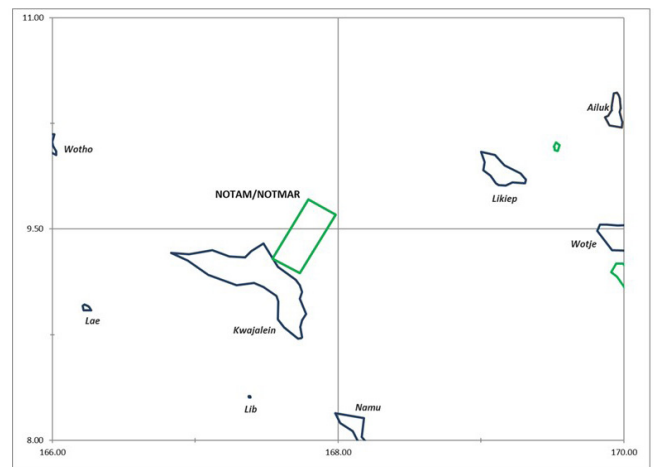 11.00
Ailuk
Wotho
Likiep
NOTAM/NOTMAR
9.50
Wotje
Lae
Kwajalein
Lib
Namu
8.00
166.00 168.00 170.00